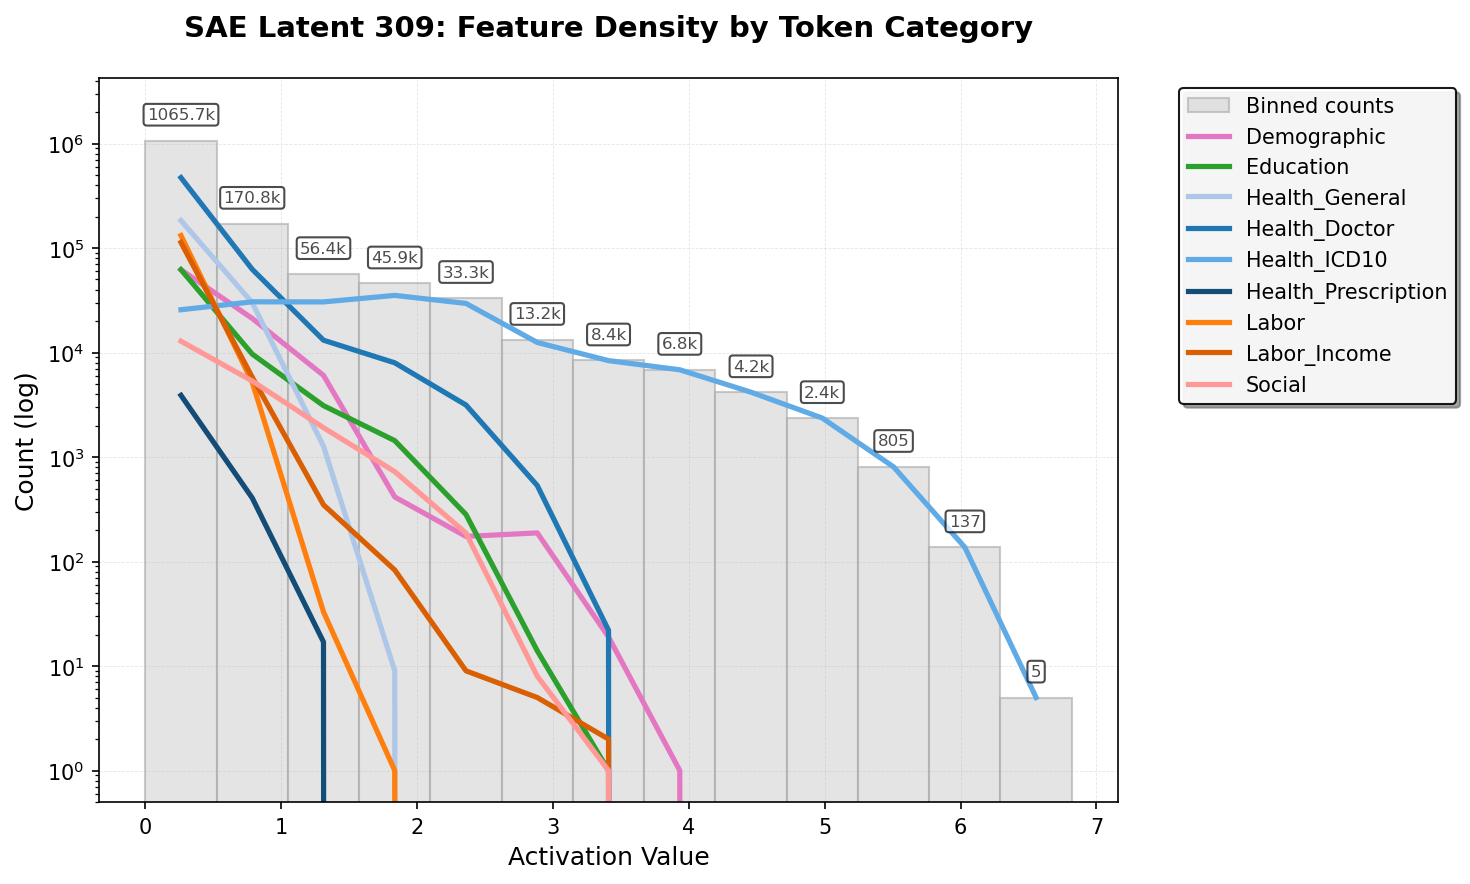 SAE Latent 309: Feature Density by Token Category
Count (log)
10⁶
10⁵
10⁴
10³
10²
10¹
10⁰
1065.7k
170.8k
56.4k
45.9k
33.3k
13.2k
8.4k
6.8k
4.2k
2.4k
805
137
5
0 1 2 3 4 5 6 7
Activation Value
Binned counts
Demographic
Education
Health_General
Health_Doctor
Health_ICD10
Health_Prescription
Labor
Labor_Income
Social